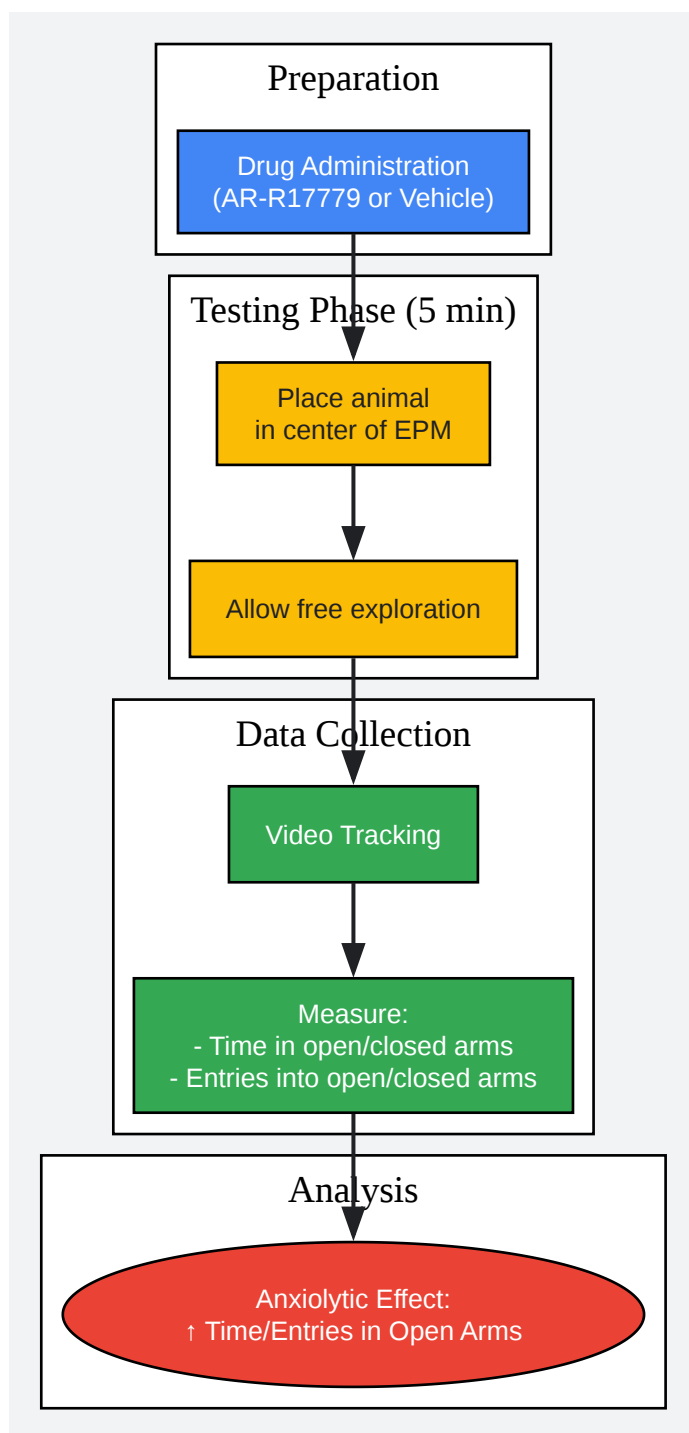 Preparation
Drug Administration
(AR-R17779 or Vehicle)
Testing Phase (5 min)
Place animal
in center of EPM
Allow free exploration
Data Collection
Video Tracking
Measure:
- Time in open/closed arms
- Entries into open/closed arms
Analysis
Anxiolytic Effect:
↑ Time/Entries in Open Arms